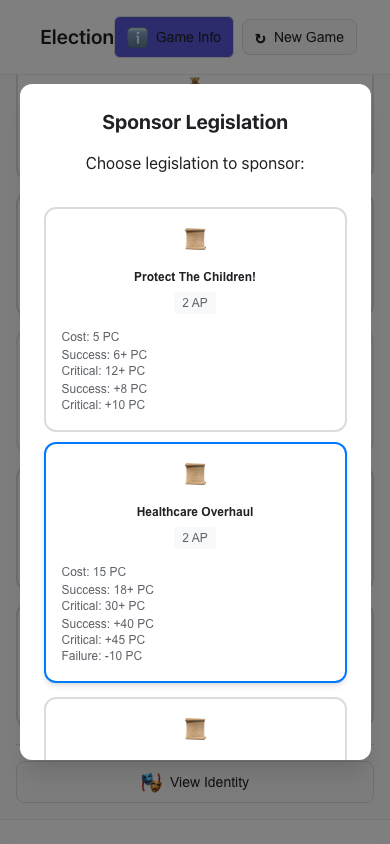 Election
Game Info
New Game
Sponsor Legislation
Choose legislation to sponsor:
Protect The Children!
2 AP
Cost: 5 PC
Success: 6+ PC
Critical: 12+ PC
Success: +8 PC
Critical: +10 PC
Healthcare Overhaul
2 AP
Cost: 15 PC
Success: 18+ PC
Critical: 30+ PC
Success: +40 PC
Critical: +45 PC
Failure: -10 PC
View Identity